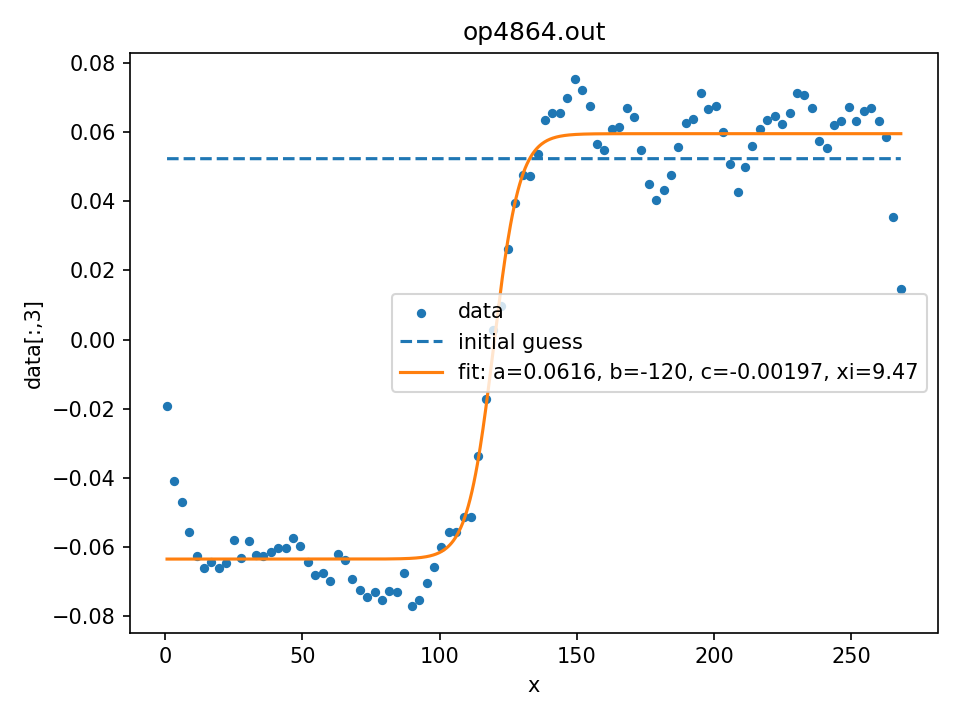 op4864.out
0.08
0.06
0.04
0.02
0.00
−0.02
−0.04
−0.06
−0.08
data[:,3]
data
initial guess
fit: a=0.0616, b=-120, c=-0.00197, xi=9.47
0 50 100 150 200 250
x